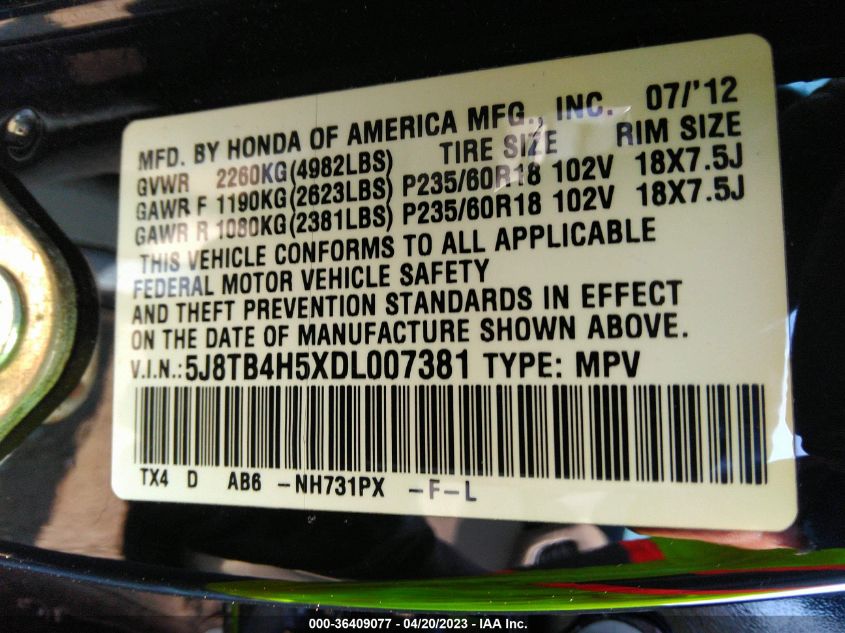 MFD. BY HONDA OF AMERICA MFG., INC. 07/'12
GVWR 2260KG(4982LBS) TIRE SIZE RIM SIZE
GAWR F 1190KG(2623LBS) P235/60R18 102V 18X7.5J
GAWR R 1080KG(2381LBS) P235/60R18 102V 18X7.5J
THIS VEHICLE CONFORMS TO ALL APPLICABLE
FEDERAL MOTOR VEHICLE SAFETY
AND THEFT PREVENTION STANDARDS IN EFFECT
ON THE DATE OF MANUFACTURE SHOWN ABOVE.
V.I.N.:5J8TB4H5XDL007381 TYPE: MPV
TX4 D AB6 -NH731PX -F-L
000-36409077 - 04/20/2023 - IAA Inc.